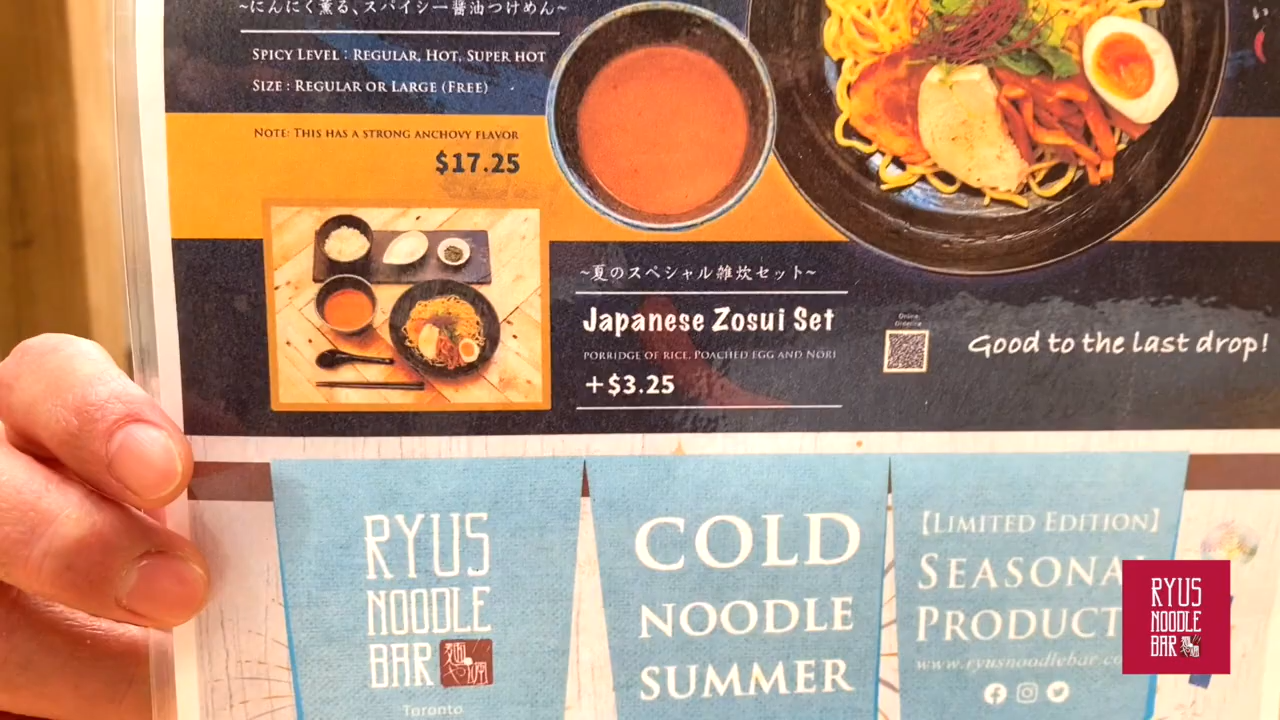 ~にんにく薫る、スパイシー醤油つけめん~
SPICY LEVEL : REGULAR, HOT, SUPER HOT
SIZE : REGULAR OR LARGE (FREE)
NOTE: THIS HAS A STRONG ANCHOVY FLAVOR
$17.25
~夏のスペシャル雑炊セット~
Japanese Zosui Set
PORRIDGE OF RICE, POACHED EGG AND NORI
+$3.25
Online
Ordering
Good to the last drop!
RYUS
NOODLE
BAR
Toronto
COLD
NOODLE
SUMMER
【LIMITED EDITION】
SEASONA
PRODUCT
www.ryusnoodlebar.co
RYUS
NOODLE
BAR